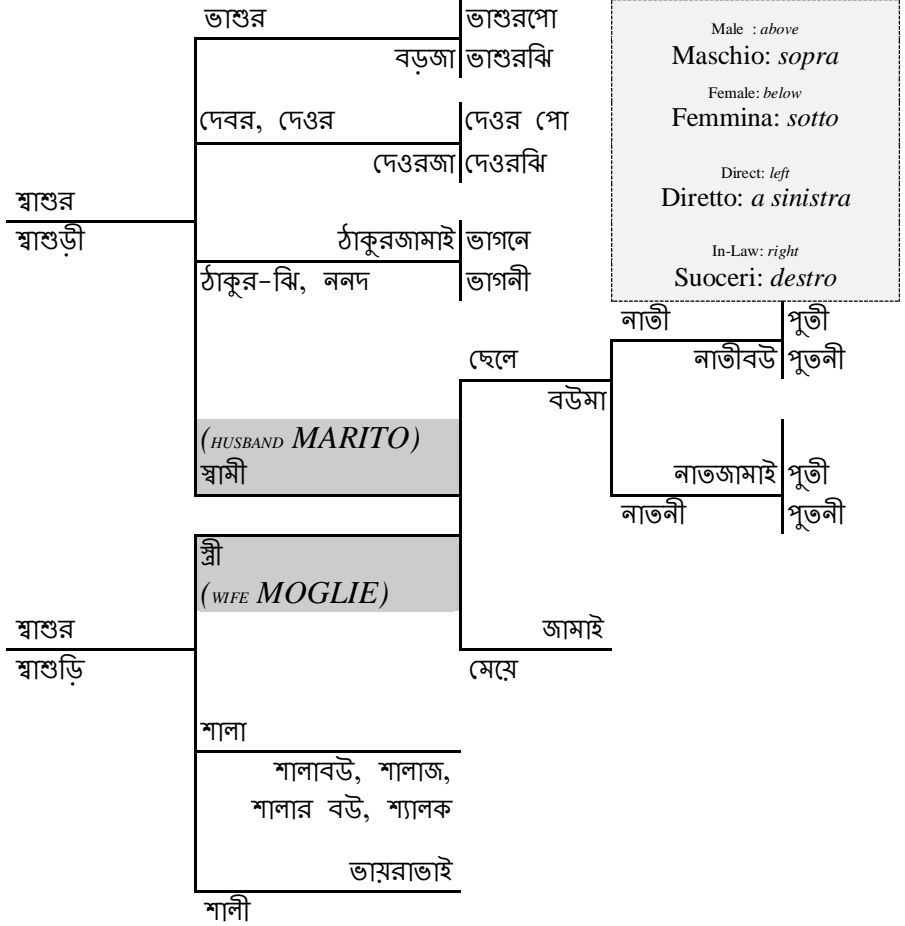 ভাশুর
ভাশুরপো
বড়জা
ভাশুরঝি
Male : above
Maschio: sopra
Female: below
Femmina: sotto
Direct: left
Diretto: a sinistra
In-Law: right
Suoceri: destro
দেবর, দেওর
দেওর পো
দেওরজা
দেওরঝি
শ্বাশুর
শ্বাশুড়ী
ঠাকুরজামাই
ভাগনে
ঠাকুর-ঝি, ননদ
ভাগনী
নাতী
পুতী
নাতীবউ
পুতনী
ছেলে
বউমা
(HUSBAND MARITO)
স্বামী
নাতজামাই
পুতী
নাতনী
পুতনী
স্ত্রী
(WIFE MOGLIE)
শ্বাশুর
শ্বাশুড়ি
জামাই
মেয়ে
শালা
শালাবউ, শালাজ,
শালার বউ, শ্যালক
ভায়রাভাই
শালী